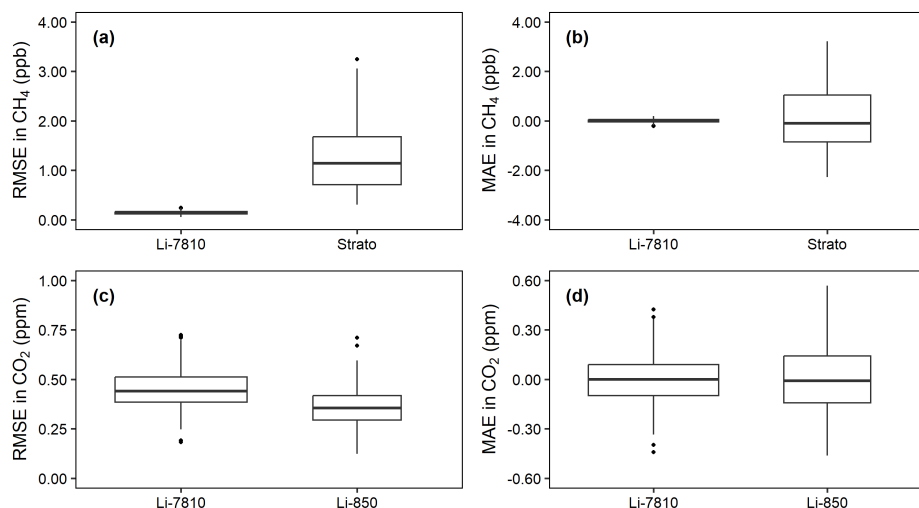 (a)
RMSE in CH₄ (ppb)
4.00
3.00
2.00
1.00
0.00
Li-7810 Strato
(b)
MAE in CH₄ (ppb)
4.00
2.00
0.00
-2.00
-4.00
Li-7810 Strato
(c)
RMSE in CO₂ (ppm)
1.00
0.75
0.50
0.25
0.00
Li-7810 Li-850
(d)
MAE in CO₂ (ppm)
0.60
0.30
0.00
-0.30
-0.60
Li-7810 Li-850